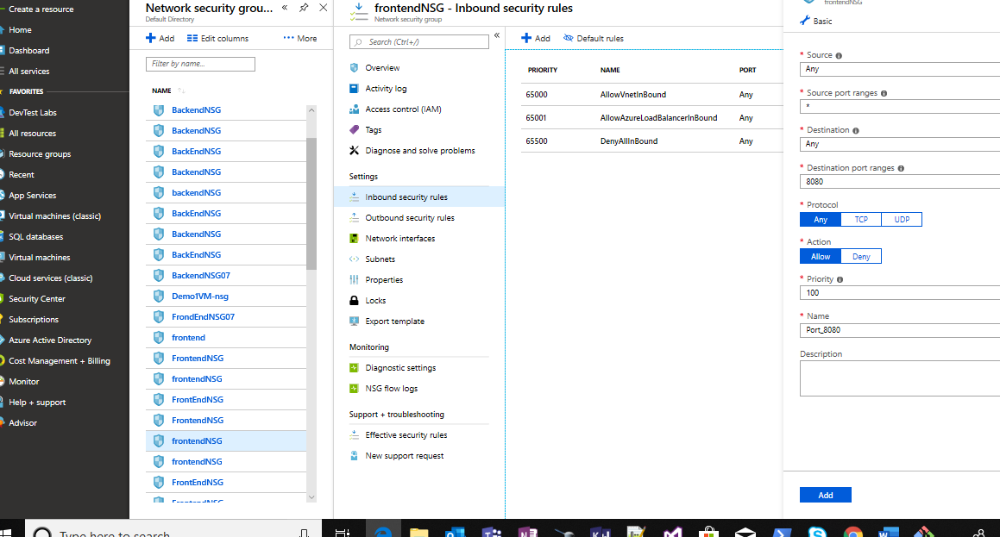 Create a resource
Home
Dashboard
All services
FAVORITES
DevTest Labs
All resources
Resource groups
Recent
App Services
Virtual machines (classic)
SQL databases
Virtual machines
Cloud services (classic)
Security Center
Subscriptions
Azure Active Directory
Cost Management + Billing
Monitor
Help + support
Advisor
Network security grou...
Default Directory
Add Edit columns More
Filter by name...
NAME
BackendNSG
BackendNSG
BackEndNSG
BackendNSG
backendNSG
BackEndNSG
BackendNSG
BackEndNSG
BackendNSG07
Demo1VM-nsg
FrondEndNSG07
frontend
FrontendNSG
frontendNSG
FrontEndNSG
FrontendNSG
frontendNSG
frontendNSG
FrontEndNSG
FrontendNSG
frontendNSG - Inbound security rules
Network security group
Search (Ctrl+/)
Overview
Activity log
Access control (IAM)
Tags
Diagnose and solve problems
Settings
Inbound security rules
Outbound security rules
Network interfaces
Subnets
Properties
Locks
Export template
Monitoring
Diagnostic settings
NSG flow logs
Support + troubleshooting
Effective security rules
New support request
Add Default rules
PRIORITY NAME PORT
65000 AllowVnetInBound Any
65001 AllowAzureLoadBalancerInBound Any
65500 DenyAllInBound Any
frontendNSG
Basic
* Source
Any
* Source port ranges
*
* Destination
Any
* Destination port ranges
8080
* Protocol
Any TCP UDP
* Action
Allow Deny
* Priority
100
* Name
Port_8080
Description
Add
Type here to search